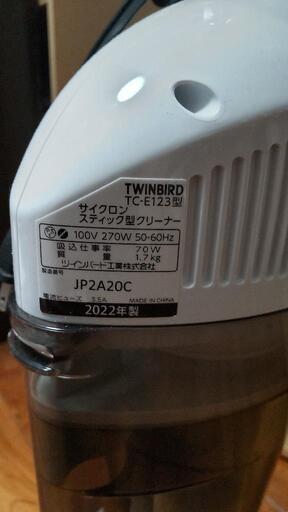 TWINBIRD
TC-E123型
サイクロン
スティック型クリーナー
100V 270W 50-60Hz
吸込仕事率 70W
質量 1.7kg
ツインバード工業株式会社
製造番号
JP2A20C
電流ヒューズ 3.5A MADE IN CHINA
2022年製